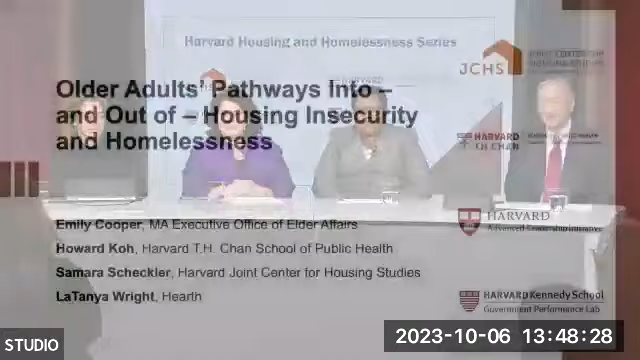 Harvard Housing and Homelessness Series
JCHS
Older Adults' Pathways Into –
and Out of – Housing Insecurity
and Homelessness
HARVARD
Emily Cooper, MA Executive Office of Elder Affairs
HARVARD
Advanced Leadership Initiative
Howard Koh, Harvard T.H. Chan School of Public Health
Samara Scheckler, Harvard Joint Center for Housing Studies
LaTanya Wright, Hearth
HARVARD Kennedy School
Government Performance Lab
STUDIO
2023-10-06 13:48:28